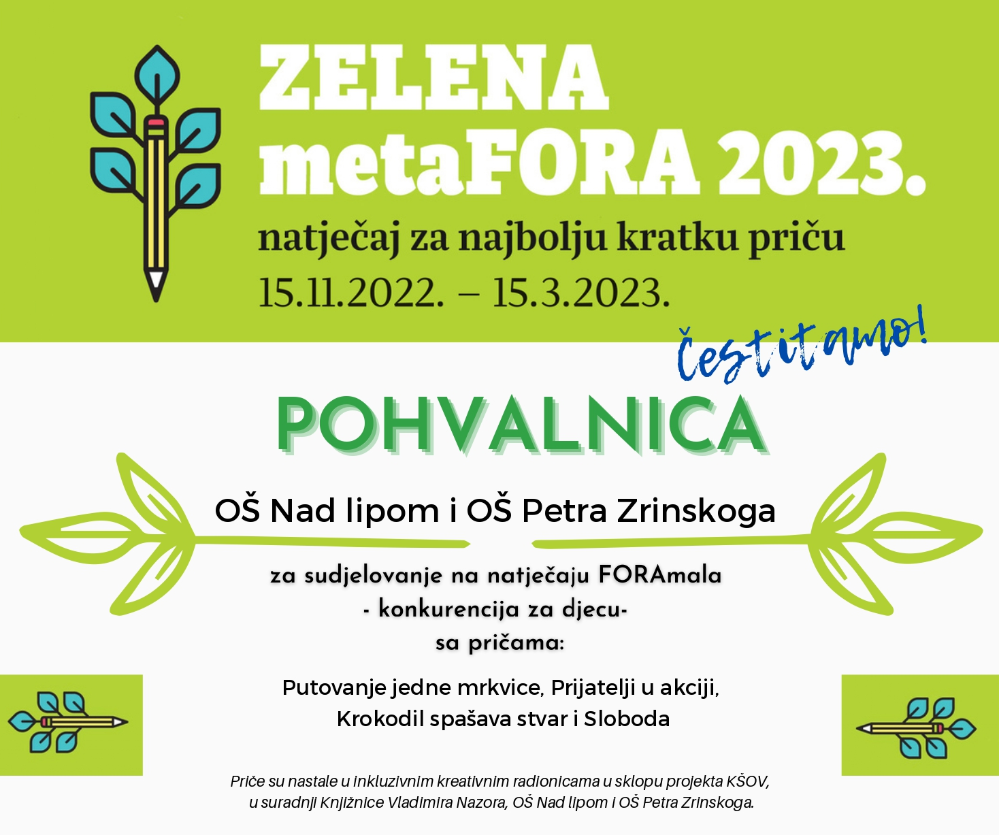 ZELENA
metaFORA 2023.
natječaj za najbolju kratku priču
15.11.2022. – 15.3.2023.
Čestitamo!
POHVALNICA
OŠ Nad lipom i OŠ Petra Zrinskoga
za sudjelovanje na natječaju FORAmala
- konkurencija za djecu-
sa pričama:
Putovanje jedne mrkvice, Prijatelji u akciji,
Krokodil spašava stvar i Sloboda
Priče su nastale u inkluzivnim kreativnim radionicama u sklopu projekta KŠOV,
u suradnji Knjižnice Vladimira Nazora, OŠ Nad lipom i OŠ Petra Zrinskoga.